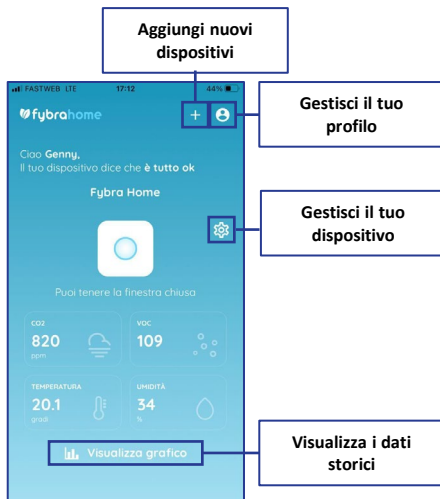 Aggiungi nuovi
dispositivi
FASTWEB LTE 17:12 44%
fybrahome
Gestisci il tuo
profilo
Ciao Genny,
Il tuo dispositivo dice che è tutto ok
Fybra Home
Gestisci il tuo
dispositivo
Puoi tenere la finestra chiusa
CO2
820
ppm
VOC
109
TEMPERATURA
20.1
gradi
UMIDITÀ
34
%
Visualizza grafico
Visualizza i dati
storici